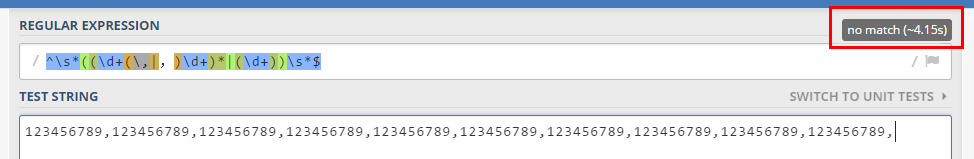 REGULAR EXPRESSION
no match (~4.15s)
/ ^\s*((\d+(\,|, )\d+)*|(\d+))\s*$ /
TEST STRING
SWITCH TO UNIT TESTS
123456789,123456789,123456789,123456789,123456789,123456789,123456789,123456789,123456789,123456789,